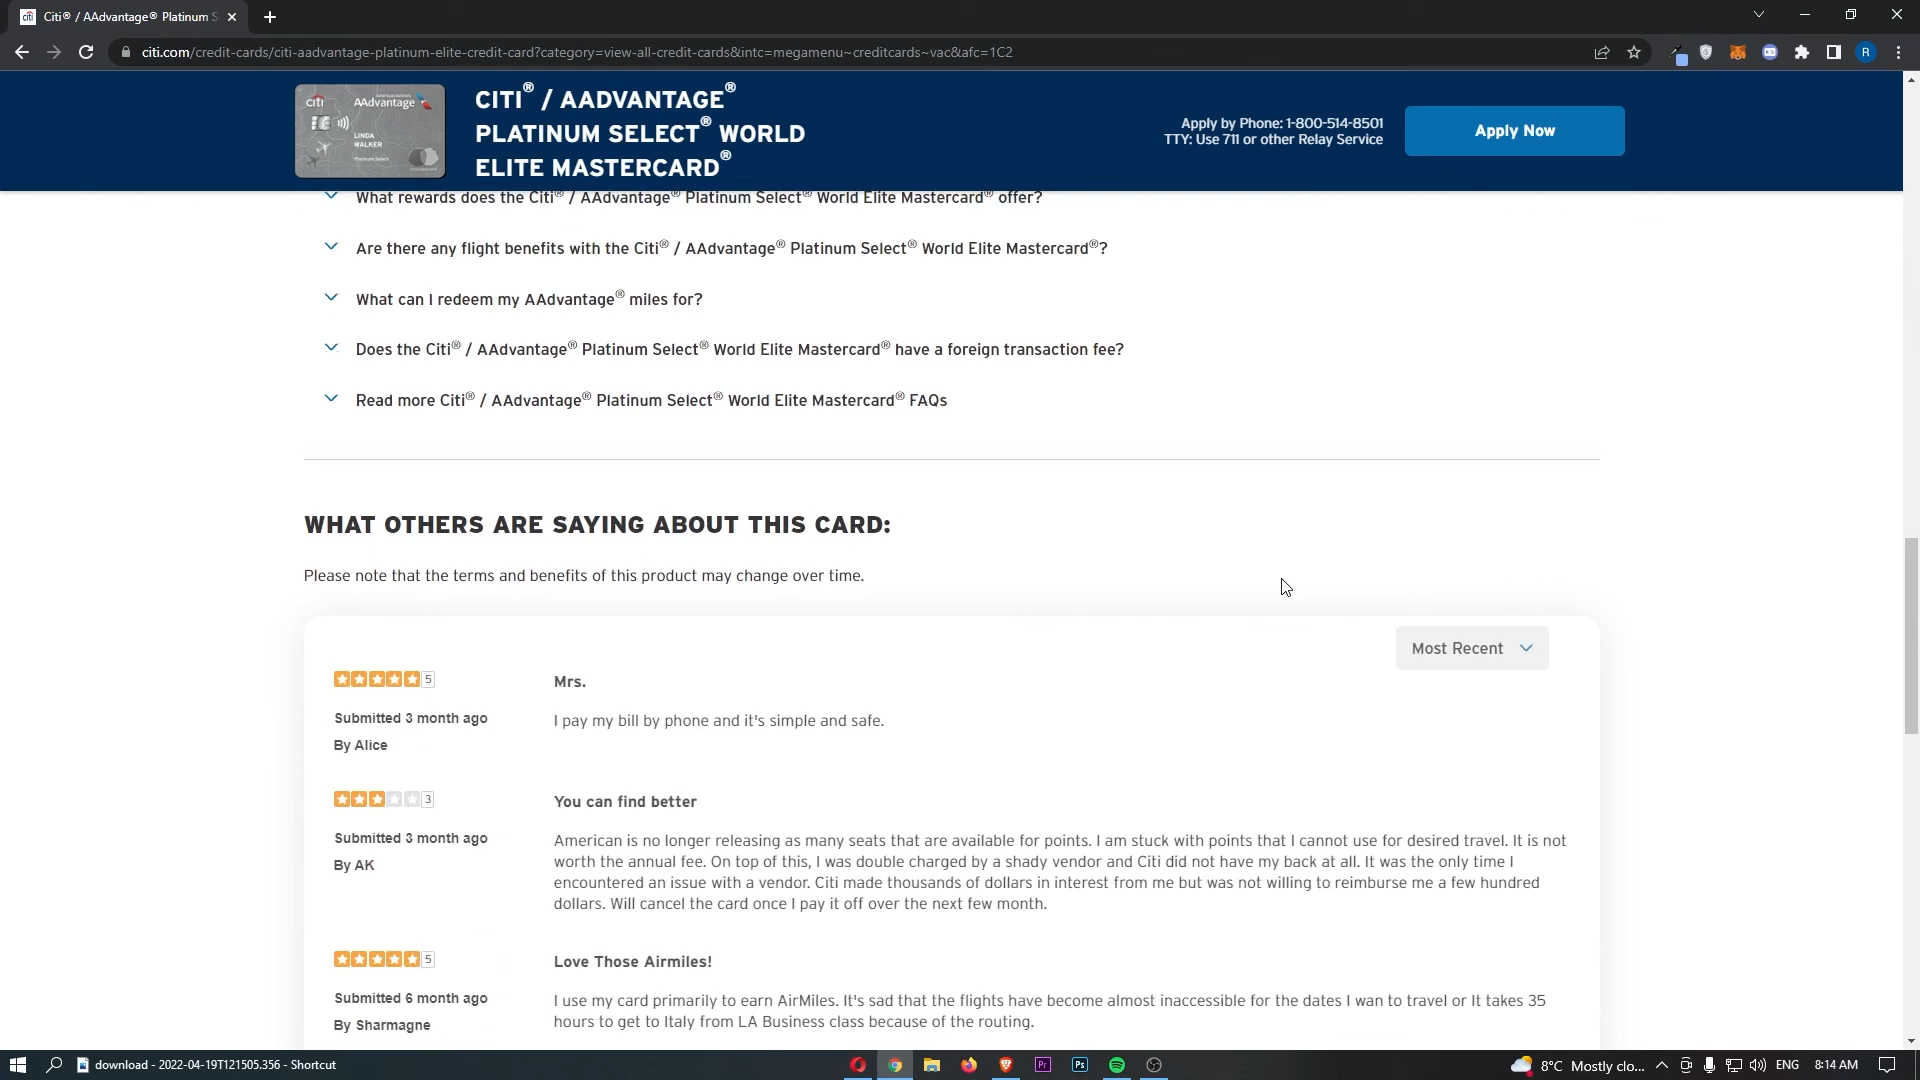 Citi® / AAdvantage® Platinum S
citi.com/credit-cards/citi-aadvantage-platinum-elite-credit-card?category=view-all-credit-cards&intc=megamenu~creditcards~vac&afc=1C2
R
citi
American Airlines
AAdvantage
LINDA
WALKER
Platinum Select
CITI® / AADVANTAGE®
PLATINUM SELECT® WORLD
ELITE MASTERCARD®
Apply by Phone: 1-800-514-8501
TTY: Use 711 or other Relay Service
Apply Now
What rewards does the Citi® / AAdvantage® Platinum Select® World Elite Mastercard® offer?
Are there any flight benefits with the Citi® / AAdvantage® Platinum Select® World Elite Mastercard®?
What can I redeem my AAdvantage® miles for?
Does the Citi® / AAdvantage® Platinum Select® World Elite Mastercard® have a foreign transaction fee?
Read more Citi® / AAdvantage® Platinum Select® World Elite Mastercard® FAQs
WHAT OTHERS ARE SAYING ABOUT THIS CARD:
Please note that the terms and benefits of this product may change over time.
Most Recent
5
Mrs.
Submitted 3 month ago
I pay my bill by phone and it's simple and safe.
By Alice
3
You can find better
Submitted 3 month ago
By AK
American is no longer releasing as many seats that are available for points. I am stuck with points that I cannot use for desired travel. It is not
worth the annual fee. On top of this, I was double charged by a shady vendor and Citi did not have my back at all. It was the only time I
encountered an issue with a vendor. Citi made thousands of dollars in interest from me but was not willing to reimburse me a few hundred
dollars. Will cancel the card once I pay it off over the next few month.
5
Love Those Airmiles!
Submitted 6 month ago
By Sharmagne
I use my card primarily to earn AirMiles. It's sad that the flights have become almost inaccessible for the dates I wan to travel or It takes 35
hours to get to Italy from LA Business class because of the routing.
download - 2022-04-19T121505.356 - Shortcut
Pr
Ps
8°C Mostly clo...
ENG
8:14 AM